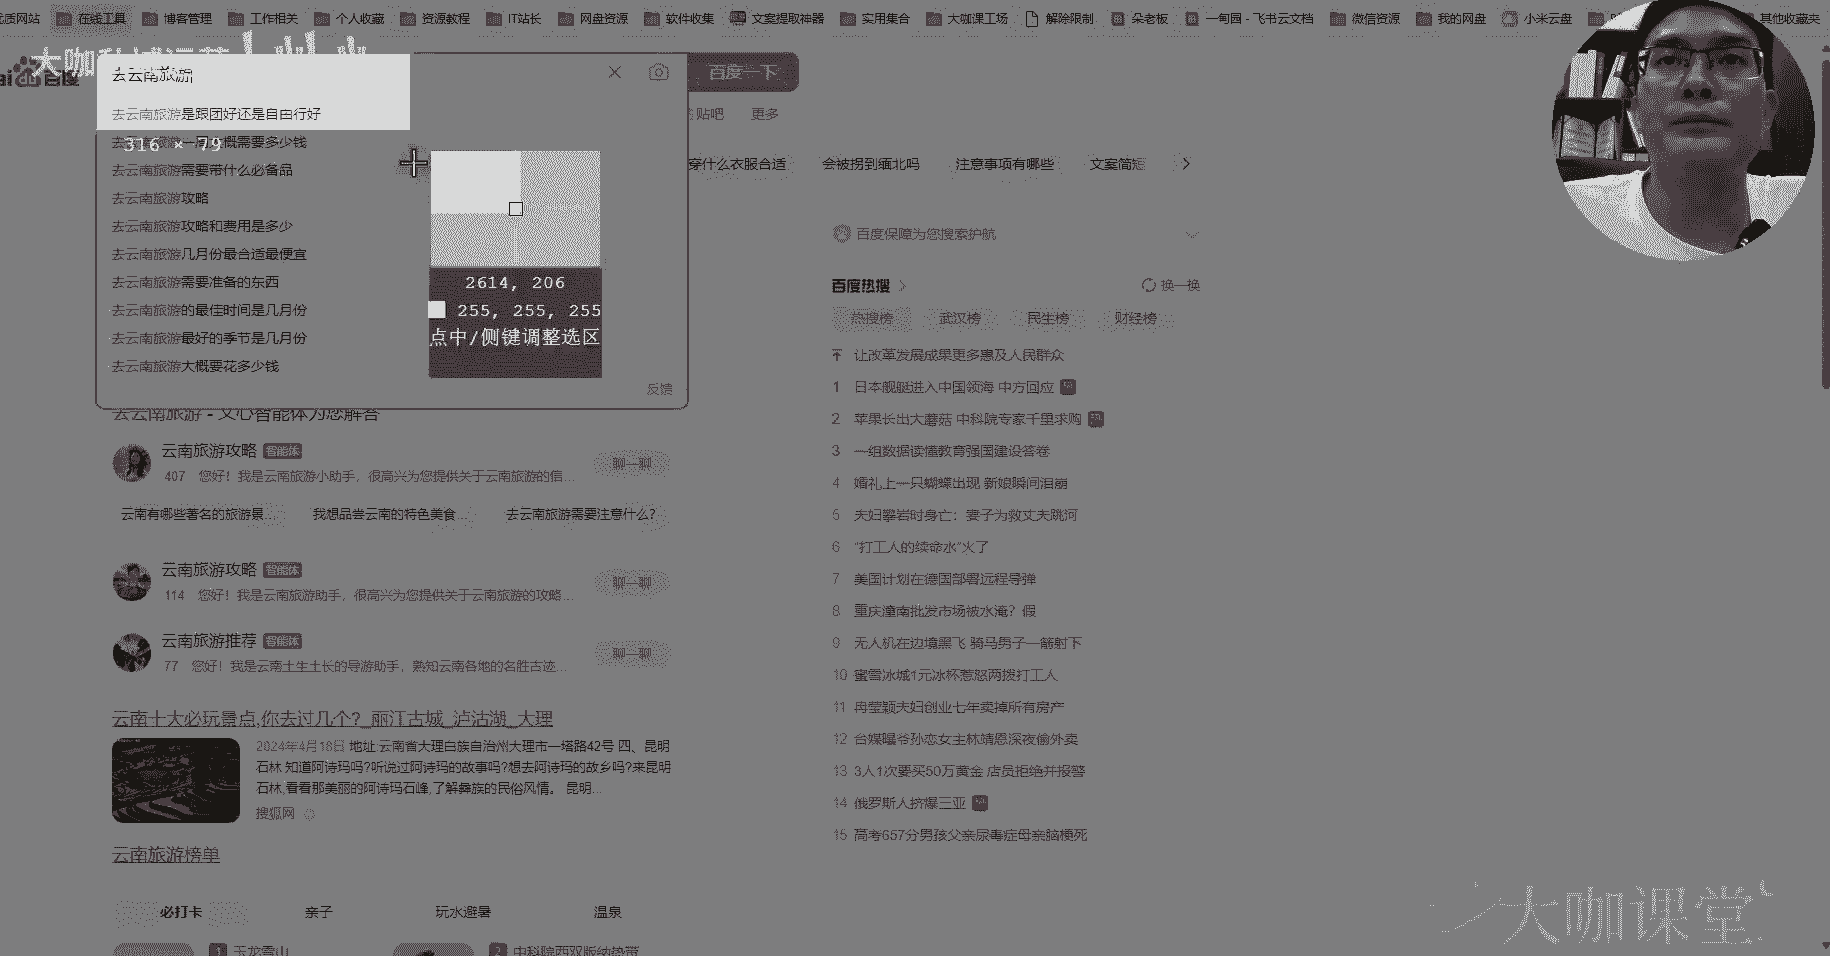 优质网站 在线工具 博客管理 工作相关 个人收藏 资源教程 IT站长 网盘资源 软件收集 文案提取神器 实用集合 大咖课工场 解除限制 朵老板 一甸园 - 飞书云文档 微信资源 我的网盘 小米云盘 其他收藏夹
百度
去云南旅游
百度一下
贴吧 更多
去云南旅游是跟团好还是自由行好
316 × 79
去云南旅游一周大概需要多少钱
去云南旅游需要带什么必备品
去云南旅游攻略
去云南旅游攻略和费用是多少
去云南旅游几月份最合适最便宜
去云南旅游需要准备的东西
去云南旅游的最佳时间是几月份
去云南旅游最好的季节是几月份
去云南旅游大概要花多少钱
反馈
2614, 206
255, 255, 255
点中/侧键调整选区
穿什么衣服合适 会被拐到缅北吗 注意事项有哪些 文案简短
去云南旅游 - 文心智能体为您解答
云南旅游攻略 智能体
407 您好！我是云南旅游小助手，很高兴为您提供关于云南旅游的信...
聊一聊
云南有哪些著名的旅游景... 我想品尝云南的特色美食... 去云南旅游需要注意什么?
云南旅游攻略 智能体
114 您好！我是云南旅游助手，很高兴为您提供关于云南旅游的攻略...
聊一聊
云南旅游推荐 智能体
77 您好！我是云南土生土长的导游助手，熟知云南各地的名胜古迹...
聊一聊
云南十大必玩景点,你去过几个?_丽江古城_泸沽湖_大理
2024年4月18日 地址:云南省大理白族自治州大理市一塔路42号 四、昆明
石林 知道阿诗玛吗?听说过阿诗玛的故事吗?想去阿诗玛的故乡吗?来昆明
石林,看看那美丽的阿诗玛石峰,了解彝族的民俗风情。 昆明...
搜狐网
云南旅游榜单
必打卡 亲子 玩水避暑 温泉
1 玉龙雪山
2 中科院西双版纳热带
百度保障为您搜索护航
百度热搜
换一换
热搜榜 武汉榜 民生榜 财经榜
让改革发展成果更多惠及人民群众
1 日本舰艇进入中国领海 中方回应 热
2 苹果长出大蘑菇 中科院专家千里求购 热
3 一组数据读懂教育强国建设答卷
4 婚礼上一只蝴蝶出现 新娘瞬间泪崩
5 夫妇攀岩时身亡：妻子为救丈夫跳河
6 “打工人的续命水”火了
7 美国计划在德国部署远程导弹
8 重庆潼南批发市场被水淹？假
9 无人机在边境黑飞 骑马男子一箭射下
10 蜜雪冰城1元冰杯惹怒两拨打工人
11 冉莹颖夫妇创业七年卖掉所有房产
12 台媒曝爷孙恋女主林靖恩深夜偷外卖
13 3人1次要买50万黄金 店员拒绝并报警
14 俄罗斯人挤爆三亚 热
15 高考657分男孩父亲尿毒症母亲脑梗死
大咖课堂